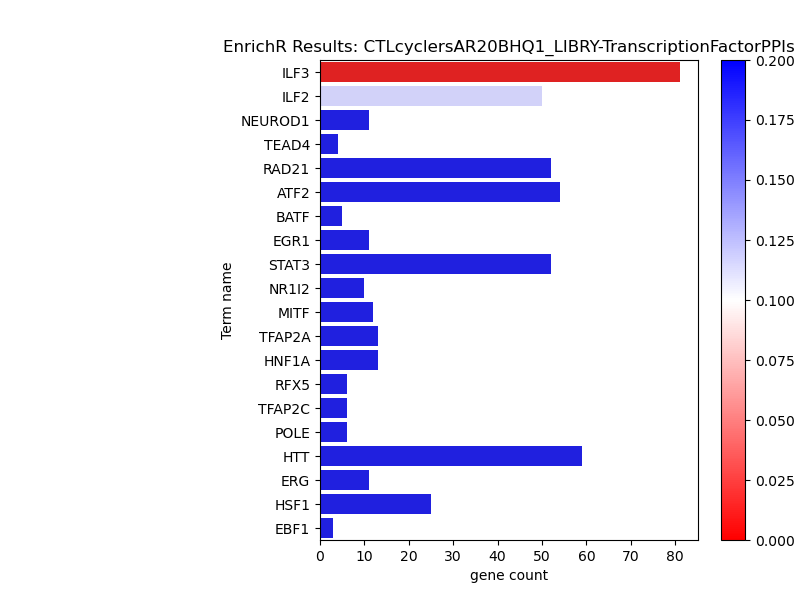 EnrichR Results: CTLcyclersAR20BHQ1_LIBRY-TranscriptionFactorPPIs
Term name
ILF3
ILF2
NEUROD1
TEAD4
RAD21
ATF2
BATF
EGR1
STAT3
NR1I2
MITF
TFAP2A
HNF1A
RFX5
TFAP2C
POLE
HTT
ERG
HSF1
EBF1
0 10 20 30 40 50 60 70 80
gene count
0.200
0.175
0.150
0.125
0.100
0.075
0.050
0.025
0.000